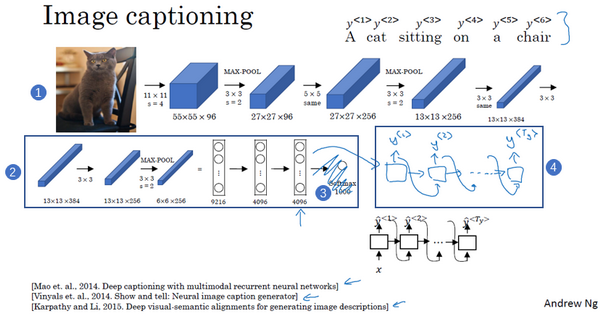 Image captioning
y<1> y<2> y<3> y<4> y<5> y<6>
A cat sitting on a chair
1
11 × 11
s = 4
55×55 × 96
MAX-POOL
3 × 3
s = 2
27×27 ×96
5 × 5
same
27×27 ×256
MAX-POOL
3 × 3
s = 2
13×13 ×256
3 × 3
same
13×13 ×384
3 × 3
2
13×13 ×384
3 × 3
13×13 ×256
MAX-POOL
3 × 3
s = 2
6×6 ×256
=
9216
4096
4096
3
Softmax
1000
ŷ<1> ŷ<2> ŷ<Ty>
4
ŷ<1> ŷ<2> ŷ<Ty>
x
[Mao et. al., 2014. Deep captioning with multimodal recurrent neural networks]
[Vinyals et. al., 2014. Show and tell: Neural image caption generator]
[Karpathy and Li, 2015. Deep visual-semantic alignments for generating image descriptions]
Andrew Ng